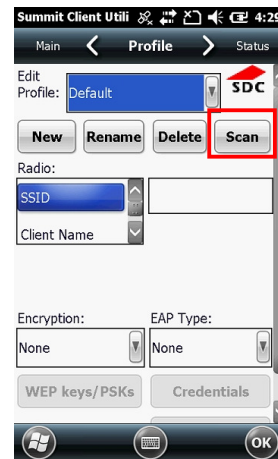 Summit Client Utili 4:29
Main Profile Status
Edit
Profile: Default
SDC
New Rename Delete Scan
Radio:
SSID
Client Name
Encryption: EAP Type:
None None
WEP keys/PSKs Credentials
OK